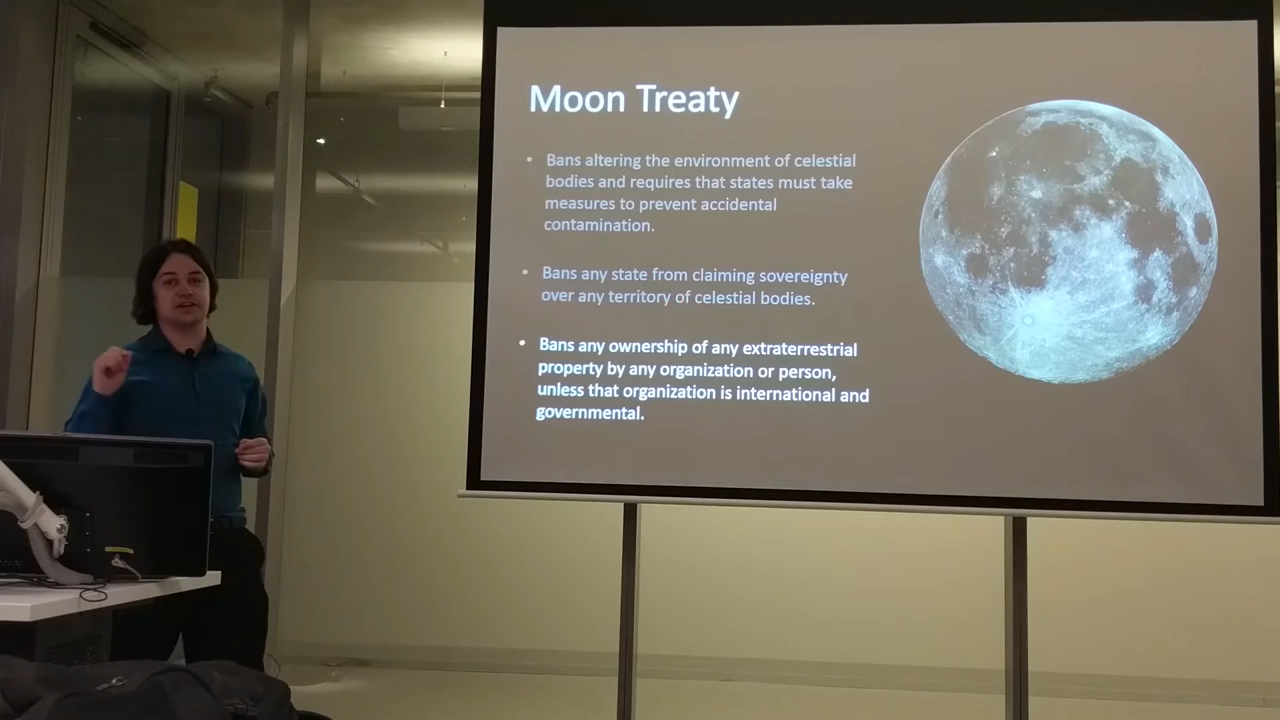 Moon Treaty
• Bans altering the environment of celestial
bodies and requires that states must take
measures to prevent accidental
contamination.
• Bans any state from claiming sovereignty
over any territory of celestial bodies.
• Bans any ownership of any extraterrestrial
property by any organization or person,
unless that organization is international and
governmental.